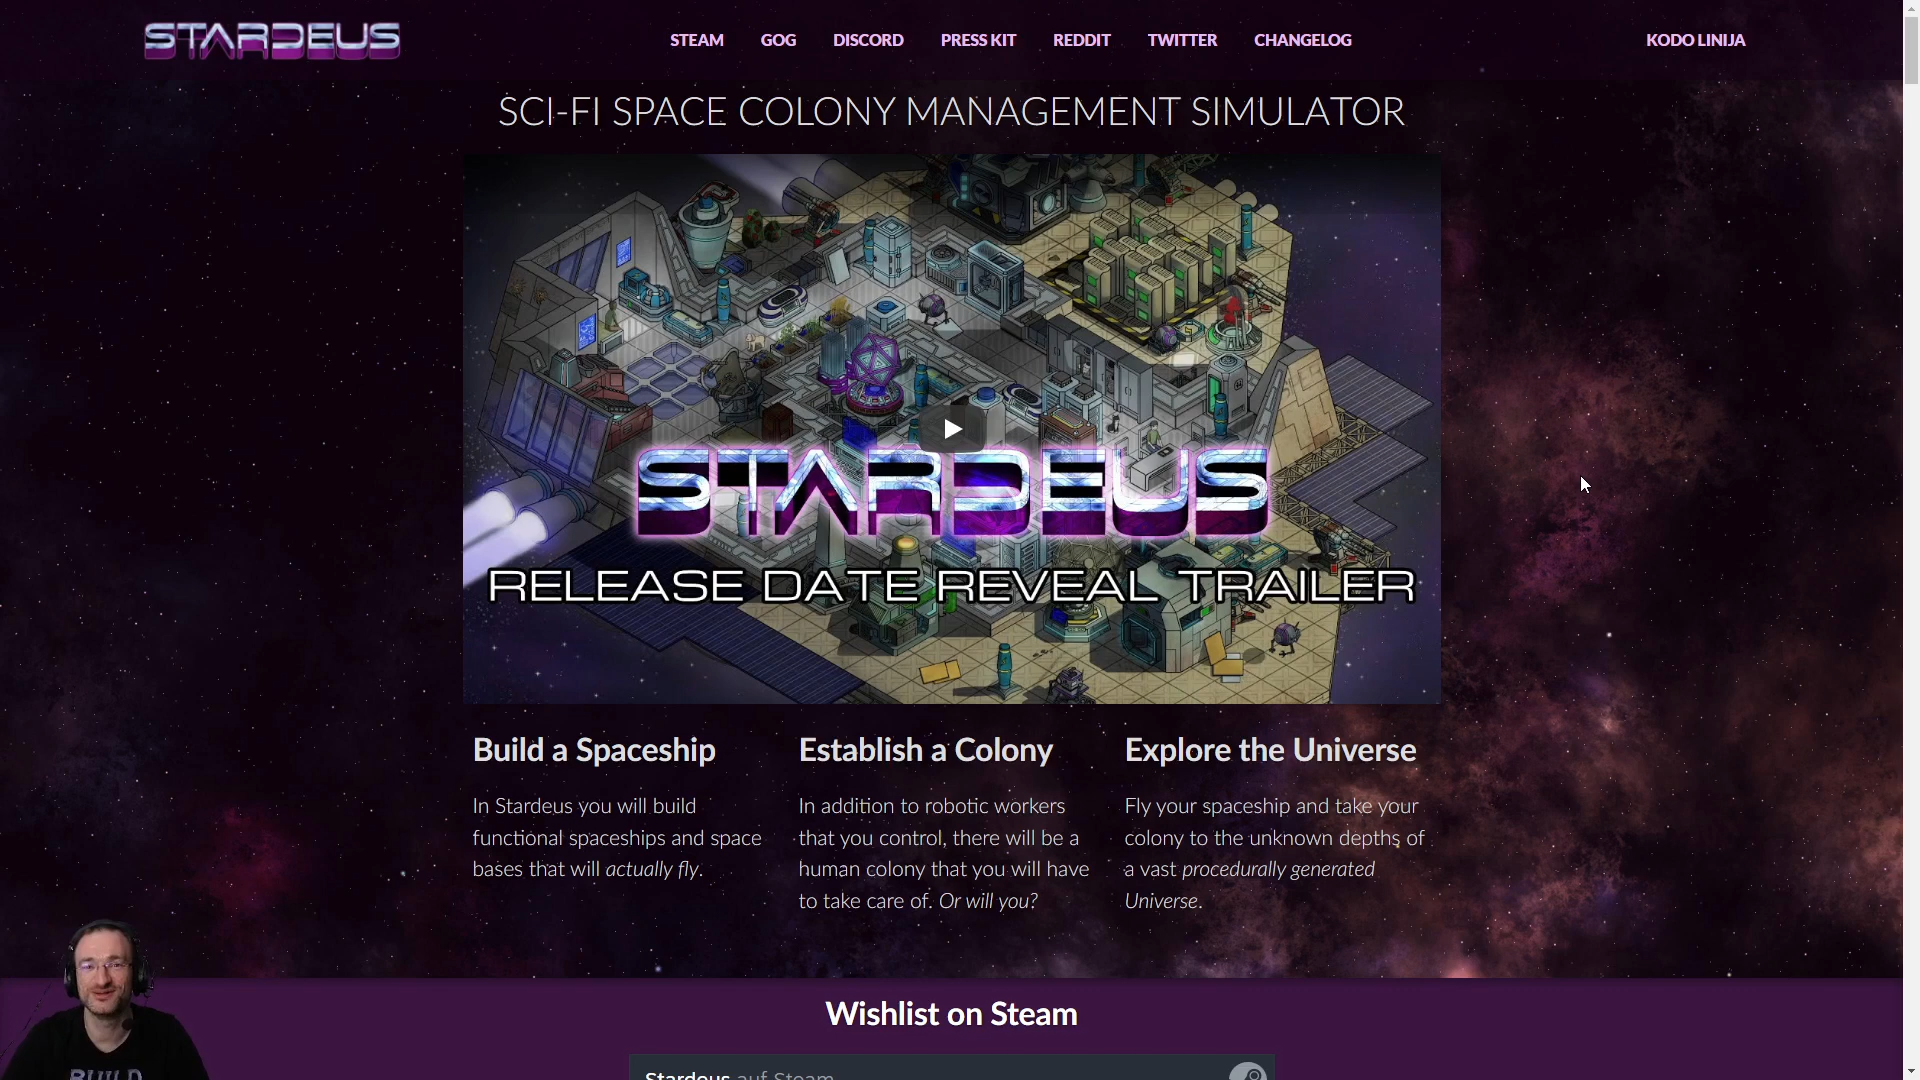 STARDEUS
STEAM
GOG
DISCORD
PRESS KIT
REDDIT
TWITTER
CHANGELOG
KODO LINIJA
SCI-FI SPACE COLONY MANAGEMENT SIMULATOR
STARDEUS
RELEASE DATE REVEAL TRAILER
Build a Spaceship
In Stardeus you will build
functional spaceships and space
bases that will actually fly.
Establish a Colony
In addition to robotic workers
that you control, there will be a
human colony that you will have
to take care of. Or will you?
Explore the Universe
Fly your spaceship and take your
colony to the unknown depths of
a vast procedurally generated
Universe.
Wishlist on Steam
Stardeus auf Steam
BUILD